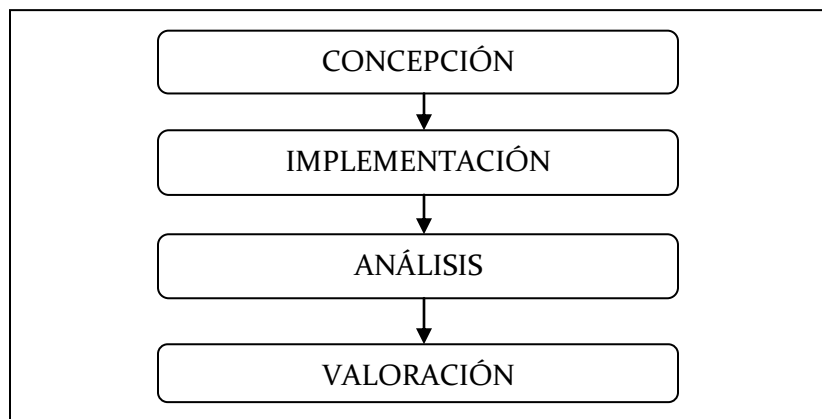 CONCEPCIÓN
IMPLEMENTACIÓN
ANÁLISIS
VALORACIÓN